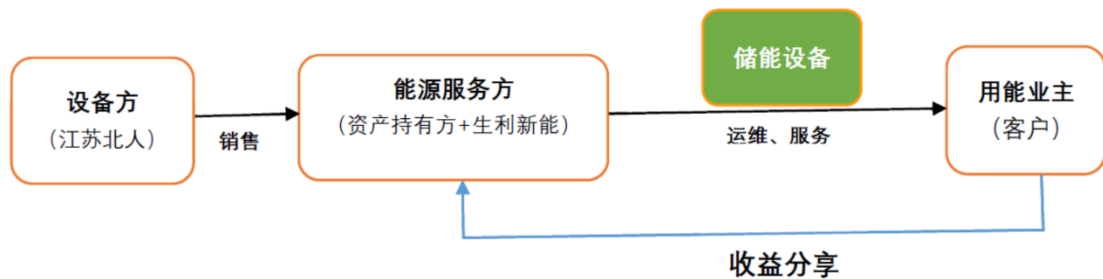 储能设备
设备方
（江苏北人）
销售
能源服务方
（资产持有方+生利新能）
运维、服务
用能业主
（客户）
收益分享